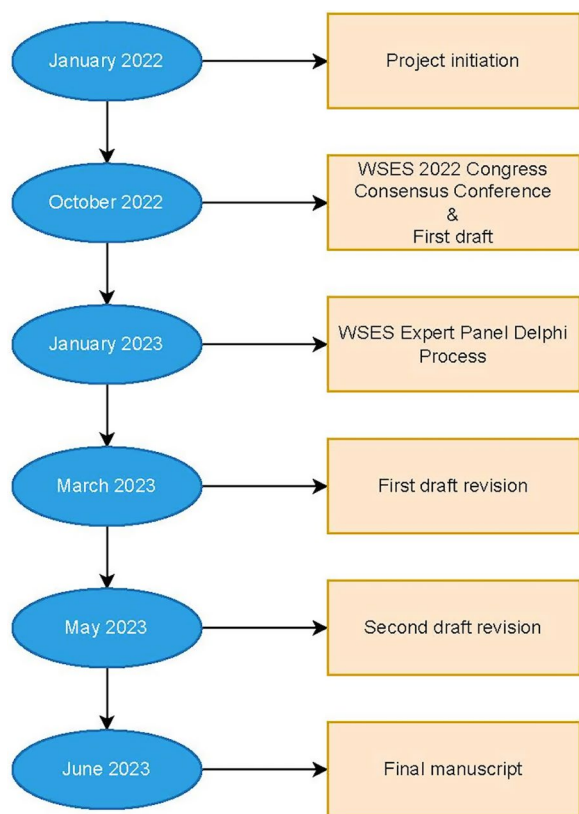 January 2022
Project initiation
October 2022
WSES 2022 Congress
Consensus Conference
&
First draft
January 2023
WSES Expert Panel Delphi
Process
March 2023
First draft revision
May 2023
Second draft revision
June 2023
Final manuscript